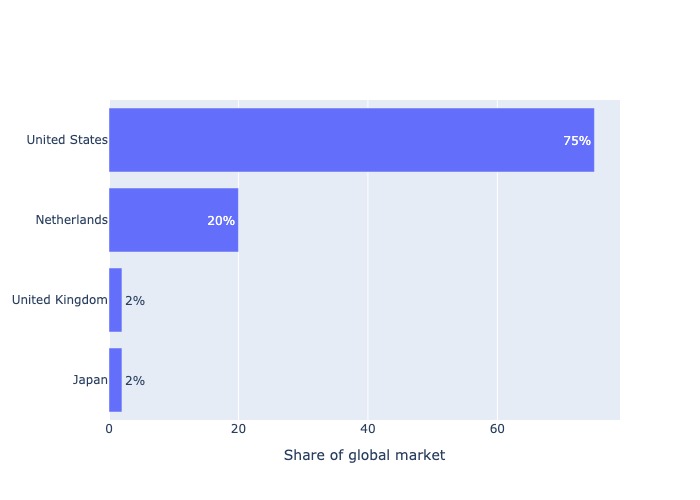 United States 75%
Netherlands 20%
United Kingdom 2%
Japan 2%
0 20 40 60
Share of global market